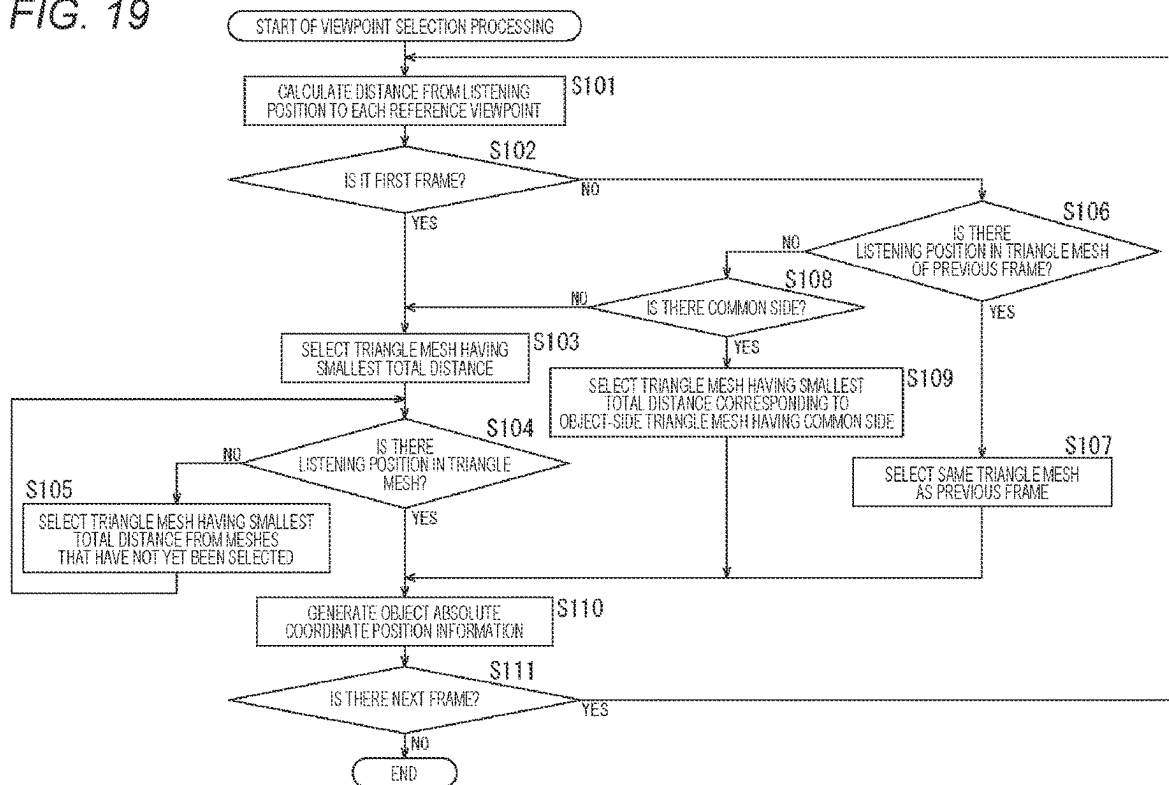 FIG. 19
START OF VIEWPOINT SELECTION PROCESSING
CALCULATE DISTANCE FROM LISTENING
POSITION TO EACH REFERENCE VIEWPOINT
S101
S102
IS IT FIRST FRAME?
NO
YES
S106
IS THERE
LISTENING POSITION IN TRIANGLE MESH
OF PREVIOUS FRAME?
NO
YES
S108
IS THERE COMMON SIDE?
NO
YES
SELECT TRIANGLE MESH HAVING
SMALLEST TOTAL DISTANCE
S103
S109
SELECT TRIANGLE MESH HAVING SMALLEST
TOTAL DISTANCE CORRESPONDING TO
OBJECT-SIDE TRIANGLE MESH HAVING COMMON SIDE
S104
IS THERE
LISTENING POSITION IN TRIANGLE
MESH?
NO
YES
S107
SELECT SAME TRIANGLE MESH
AS PREVIOUS FRAME
S105
SELECT TRIANGLE MESH HAVING SMALLEST
TOTAL DISTANCE FROM MESHES
THAT HAVE NOT YET BEEN SELECTED
GENERATE OBJECT ABSOLUTE
COORDINATE POSITION INFORMATION
S110
S111
IS THERE NEXT FRAME?
YES
NO
END